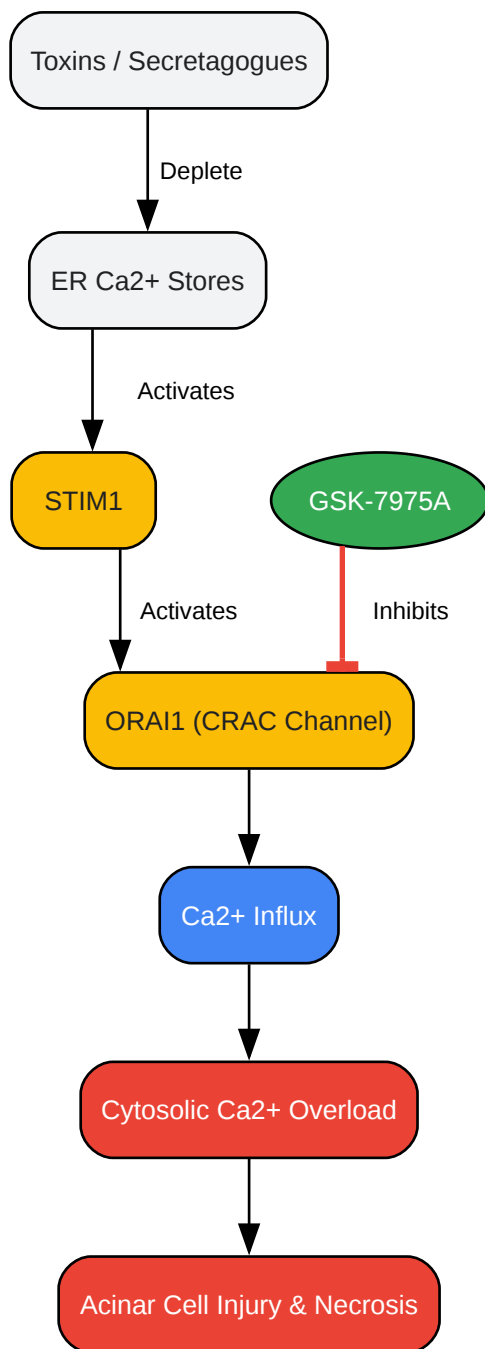 Toxins / Secretagogues
Deplete
ER Ca2+ Stores
Activates
STIM1
GSK-7975A
Activates
Inhibits
ORAI1 (CRAC Channel)
Ca2+ Influx
Cytosolic Ca2+ Overload
Acinar Cell Injury & Necrosis